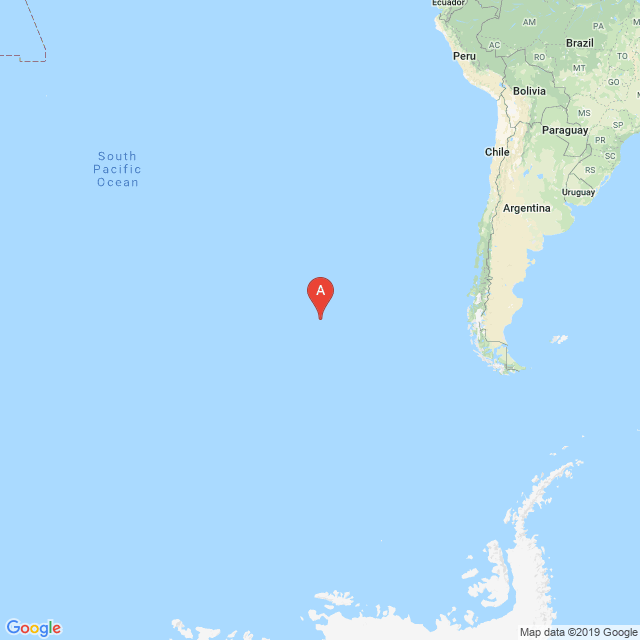 Ecuador
PA
AM
Brazil
AC
Peru
TO
RO
MT
Bolivia
GO
MS
SP
Paraguay
PR
Chile
SC
South
Pacific
Ocean
RS
Uruguay
Argentina
A
Google
Map data ©2019 Google